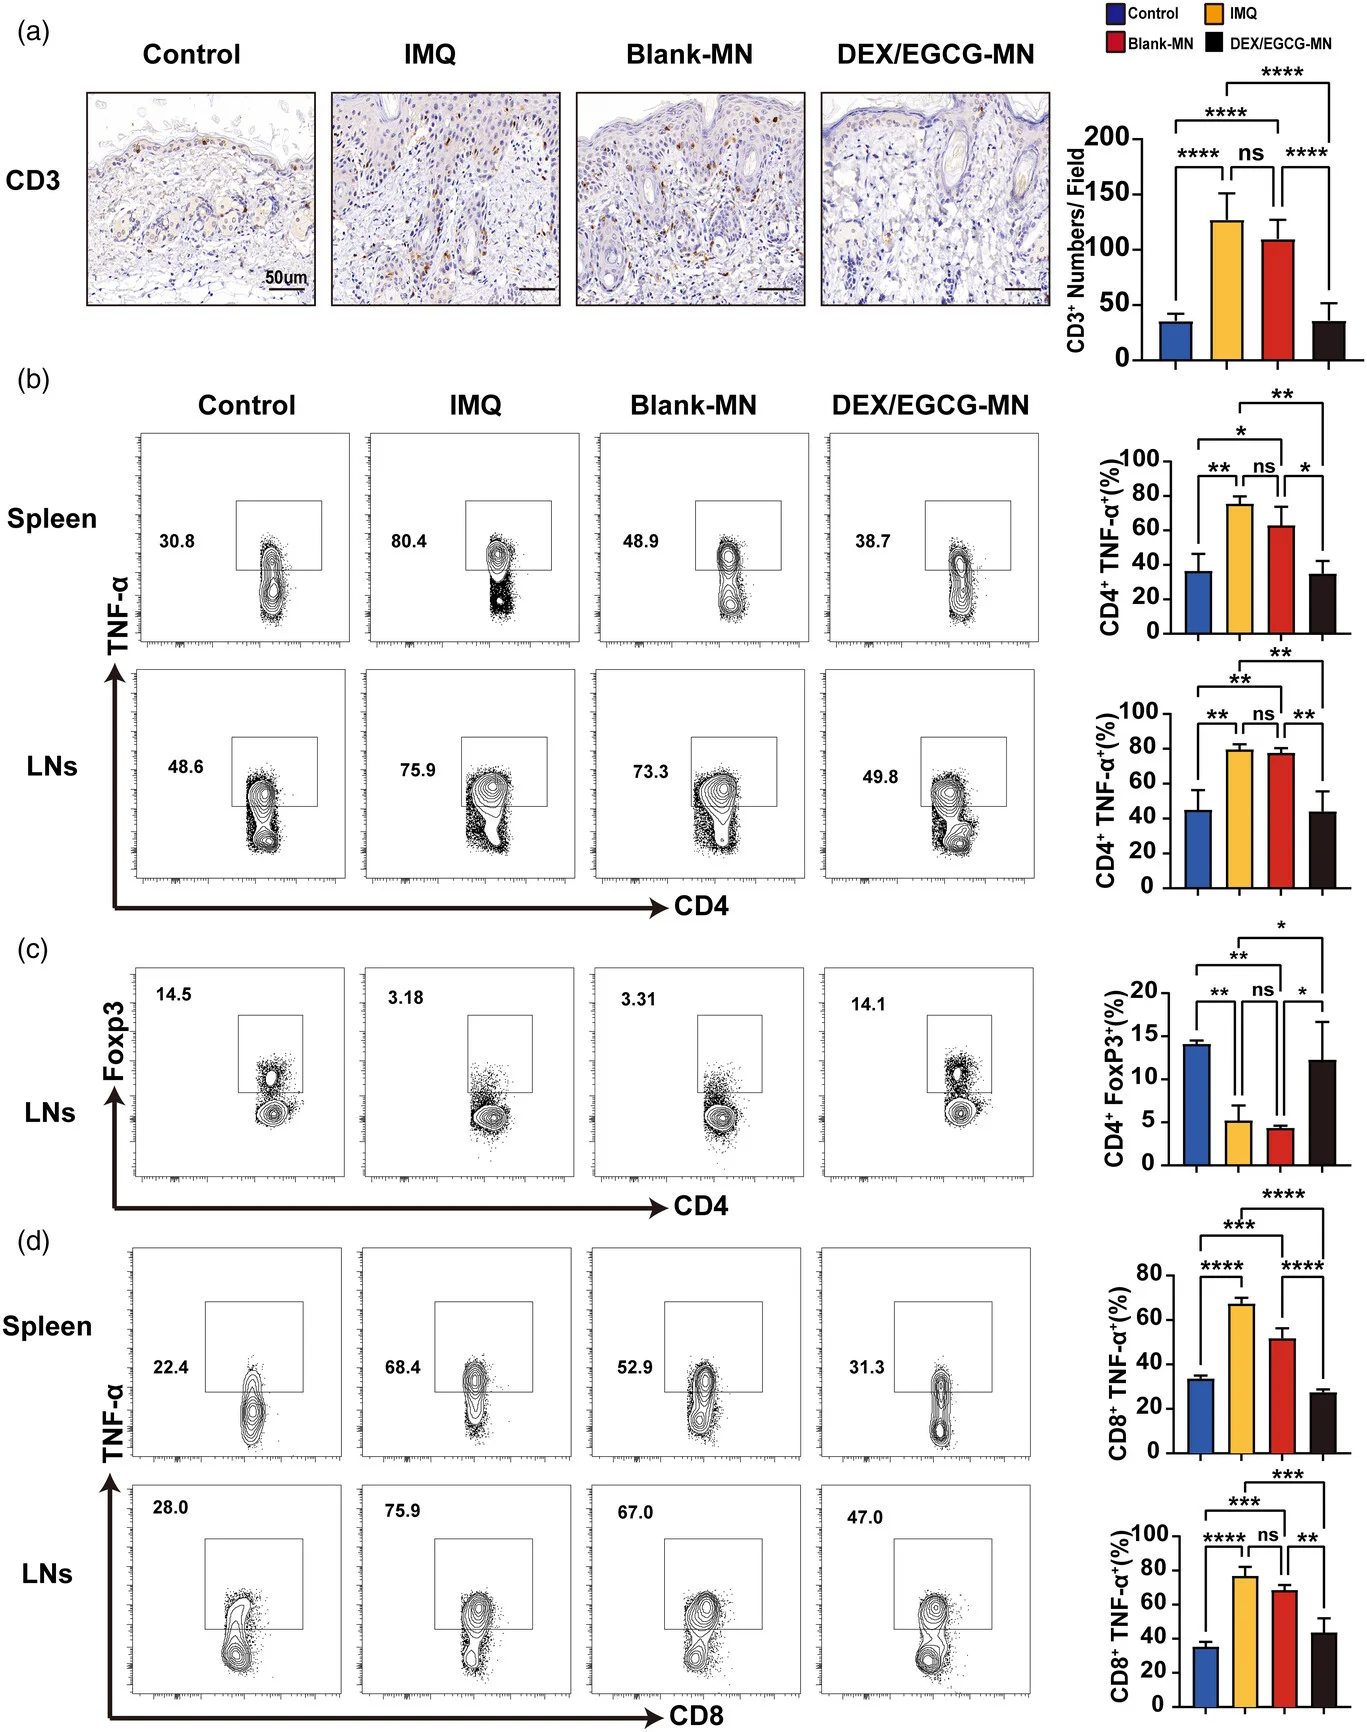 (a)
Control IMQ
Blank-MN DEX/EGCG-MN
Control IMQ Blank-MN DEX/EGCG-MN
CD3
50um
CD3+ Numbers/ Field
200
150
100
50
0
****
****
**** ns ****
(b)
Control IMQ Blank-MN DEX/EGCG-MN
Spleen
30.8 80.4 48.9 38.7
TNF-α
LNs
48.6 75.9 73.3 49.8
CD4
CD4+ TNF-α+(%)
100
80
60
40
20
0
**
*
** ns *
CD4+ TNF-α+(%)
100
80
60
40
20
0
**
**
** ns **
(c)
Foxp3
LNs
14.5 3.18 3.31 14.1
CD4
CD4+ FoxP3+(%)
20
15
10
5
0
*
**
** ns *
(d)
Spleen
22.4 68.4 52.9 31.3
TNF-α
LNs
28.0 75.9 67.0 47.0
CD8
CD8+ TNF-α+(%)
80
60
40
20
0
****
***
**** ****
CD8+ TNF-α+(%)
100
80
60
40
20
0
***
***
**** ns **